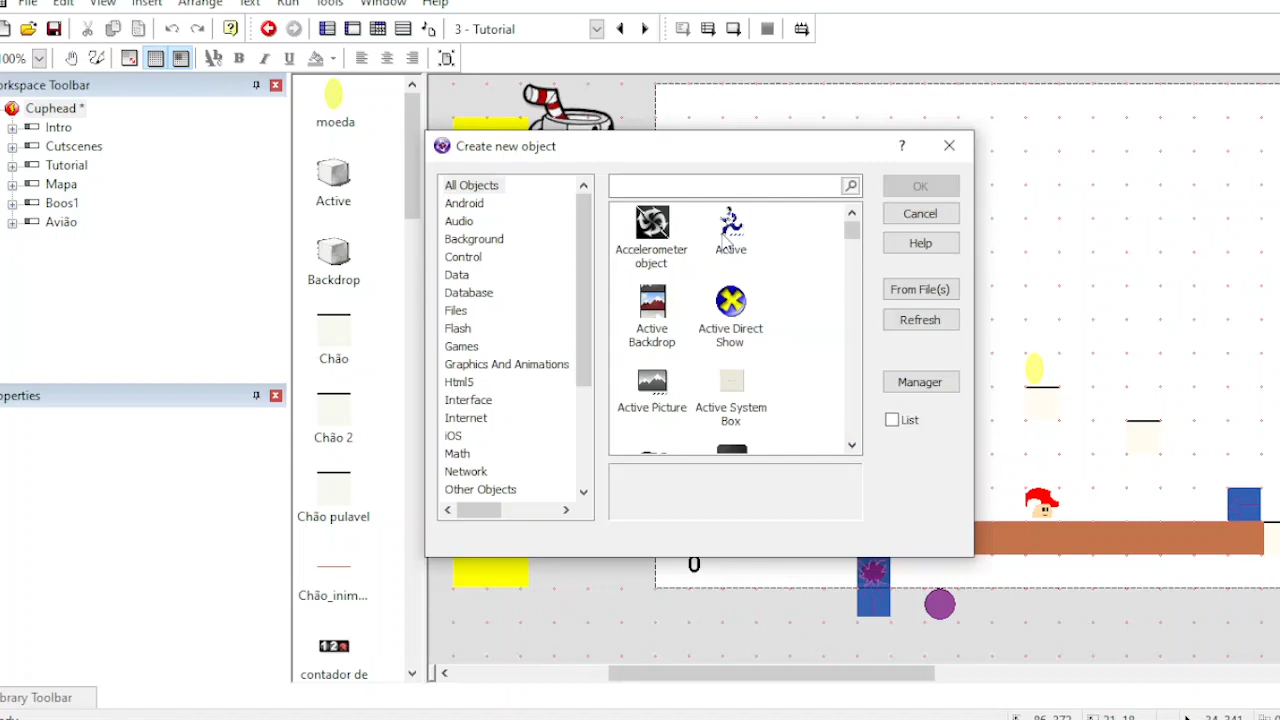 File Edit View Insert Arrange Text Run Tools Window Help
3 - Tutorial
00%
orkspace Toolbar
Cuphead *
Intro
Cutscenes
Tutorial
Mapa
Boos1
Avião
operties
moeda
Active
Backdrop
Chão
Chão 2
Chão pulavel
Chão_inim...
123
contador de
Create new object
?
All Objects
Android
Audio
Background
Control
Data
Database
Files
Flash
Games
Graphics And Animations
Html5
Interface
Internet
iOS
Math
Network
Other Objects
Accelerometer object
Active
Active Backdrop
Active Direct Show
Active Picture
Active System Box
OK
Cancel
Help
From File(s)
Refresh
Manager
List
0
brary Toolbar